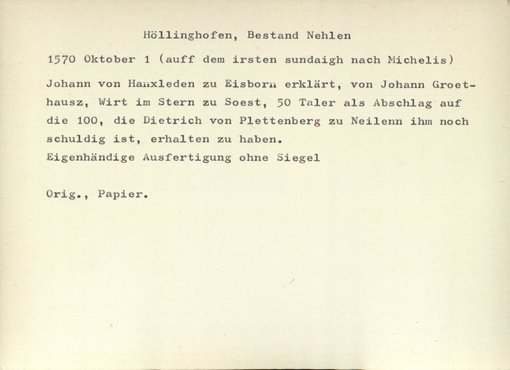 Höllinghofen, Bestand Nehlen
1570 Oktober 1 (auff dem irsten sundaigh nach Michelis)
Johann von Hanxleden zu Eisborn erklärt, von Johann Groet-
hausz, Wirt im Stern zu Soest, 50 Taler als Abschlag auf
die 100, die Dietrich von Plettenberg zu Neilenn ihm noch
schuldig ist, erhalten zu haben.
Eigenhändige Ausfertigung ohne Siegel
Orig., Papier.